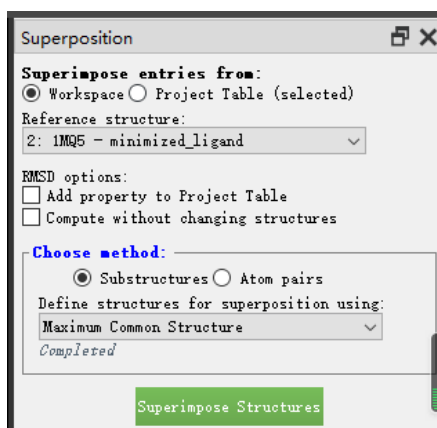 Superposition
Superimpose entries from:
Workspace Project Table (selected)
Reference structure:
2: 1MQ5 - minimized_ligand
RMSD options:
Add property to Project Table
Compute without changing structures
Choose method:
Substructures Atom pairs
Define structures for superposition using:
Maximum Common Structure
Completed
Superimpose Structures